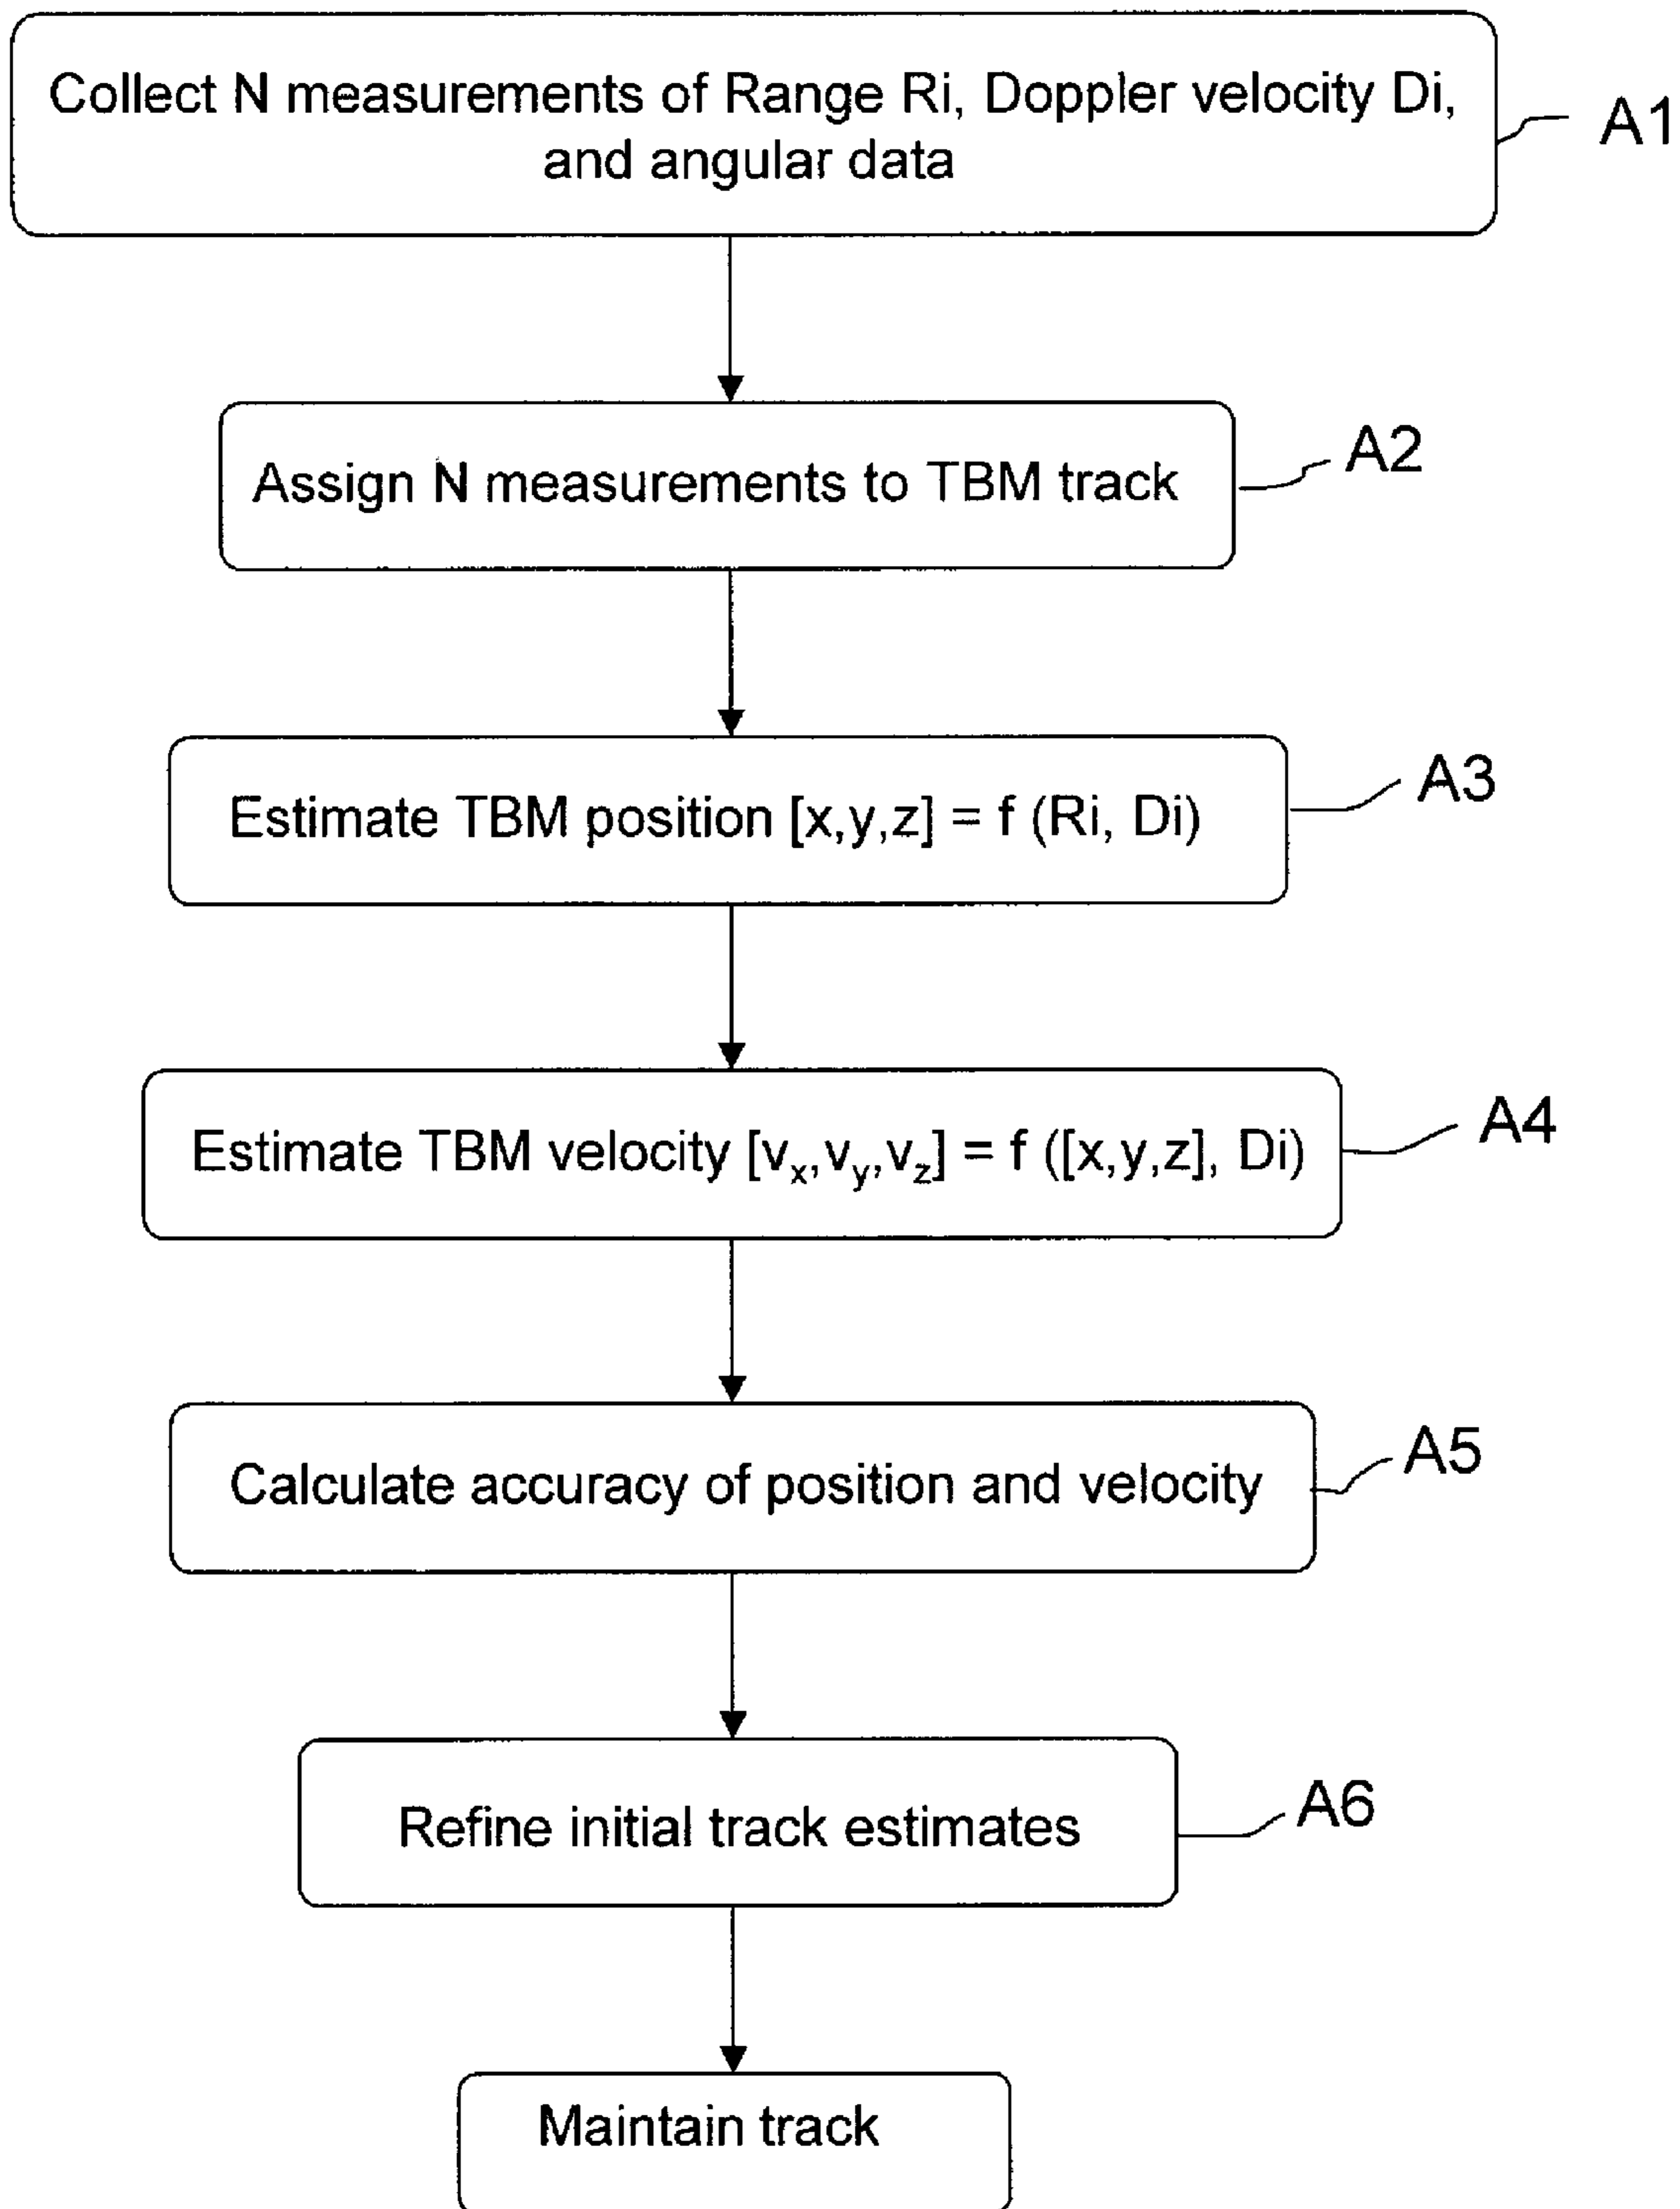 Collect N measurements of Range Ri, Doppler velocity Di,
and angular data
A1
Assign N measurements to TBM track
A2
Estimate TBM position [x,y,z] = f (Ri, Di)
A3
Estimate TBM velocity [vx,vy,vz] = f ([x,y,z], Di)
A4
Calculate accuracy of position and velocity
A5
Refine initial track estimates
A6
Maintain track